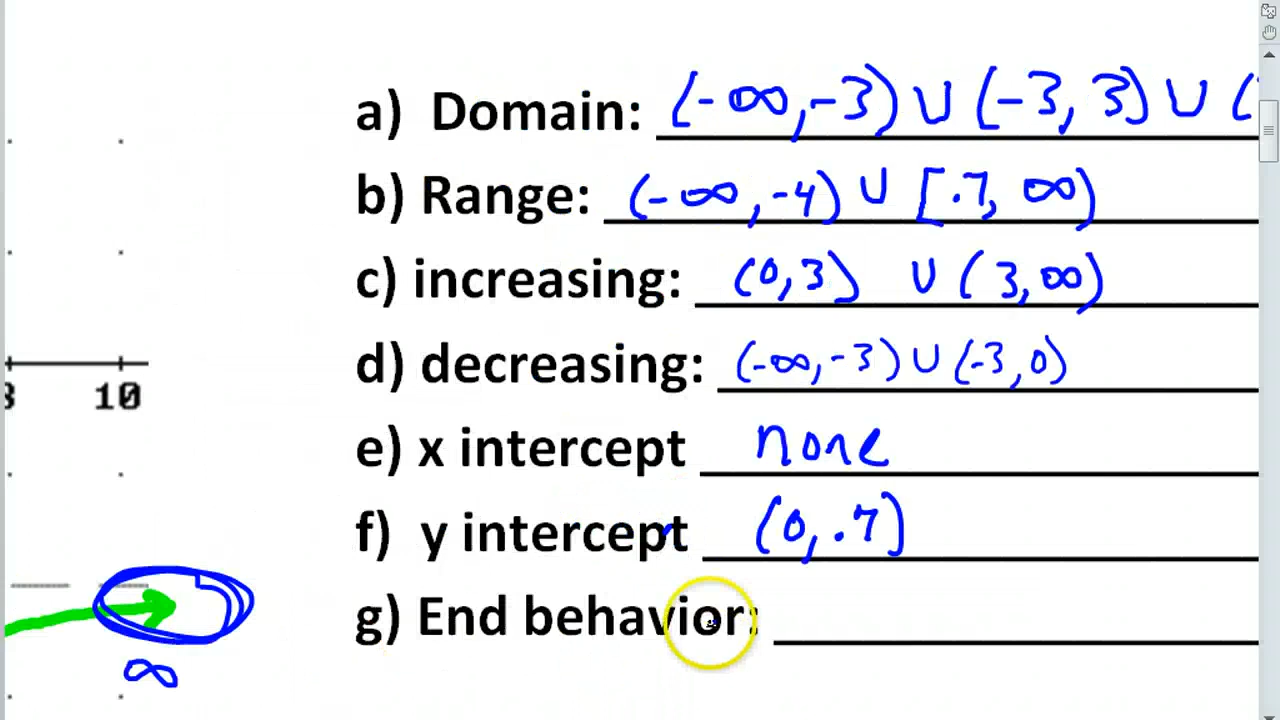 a) Domain: (-∞,-3) ∪ (-3, 3) ∪ (
b) Range: (-∞,-4) ∪ [.7, ∞)
c) increasing: (0,3) ∪ (3,∞)
d) decreasing: (-∞,-3) ∪ (-3,0)
10
e) x intercept none
f) y intercept (0, .7)
g) End behavior:
∞